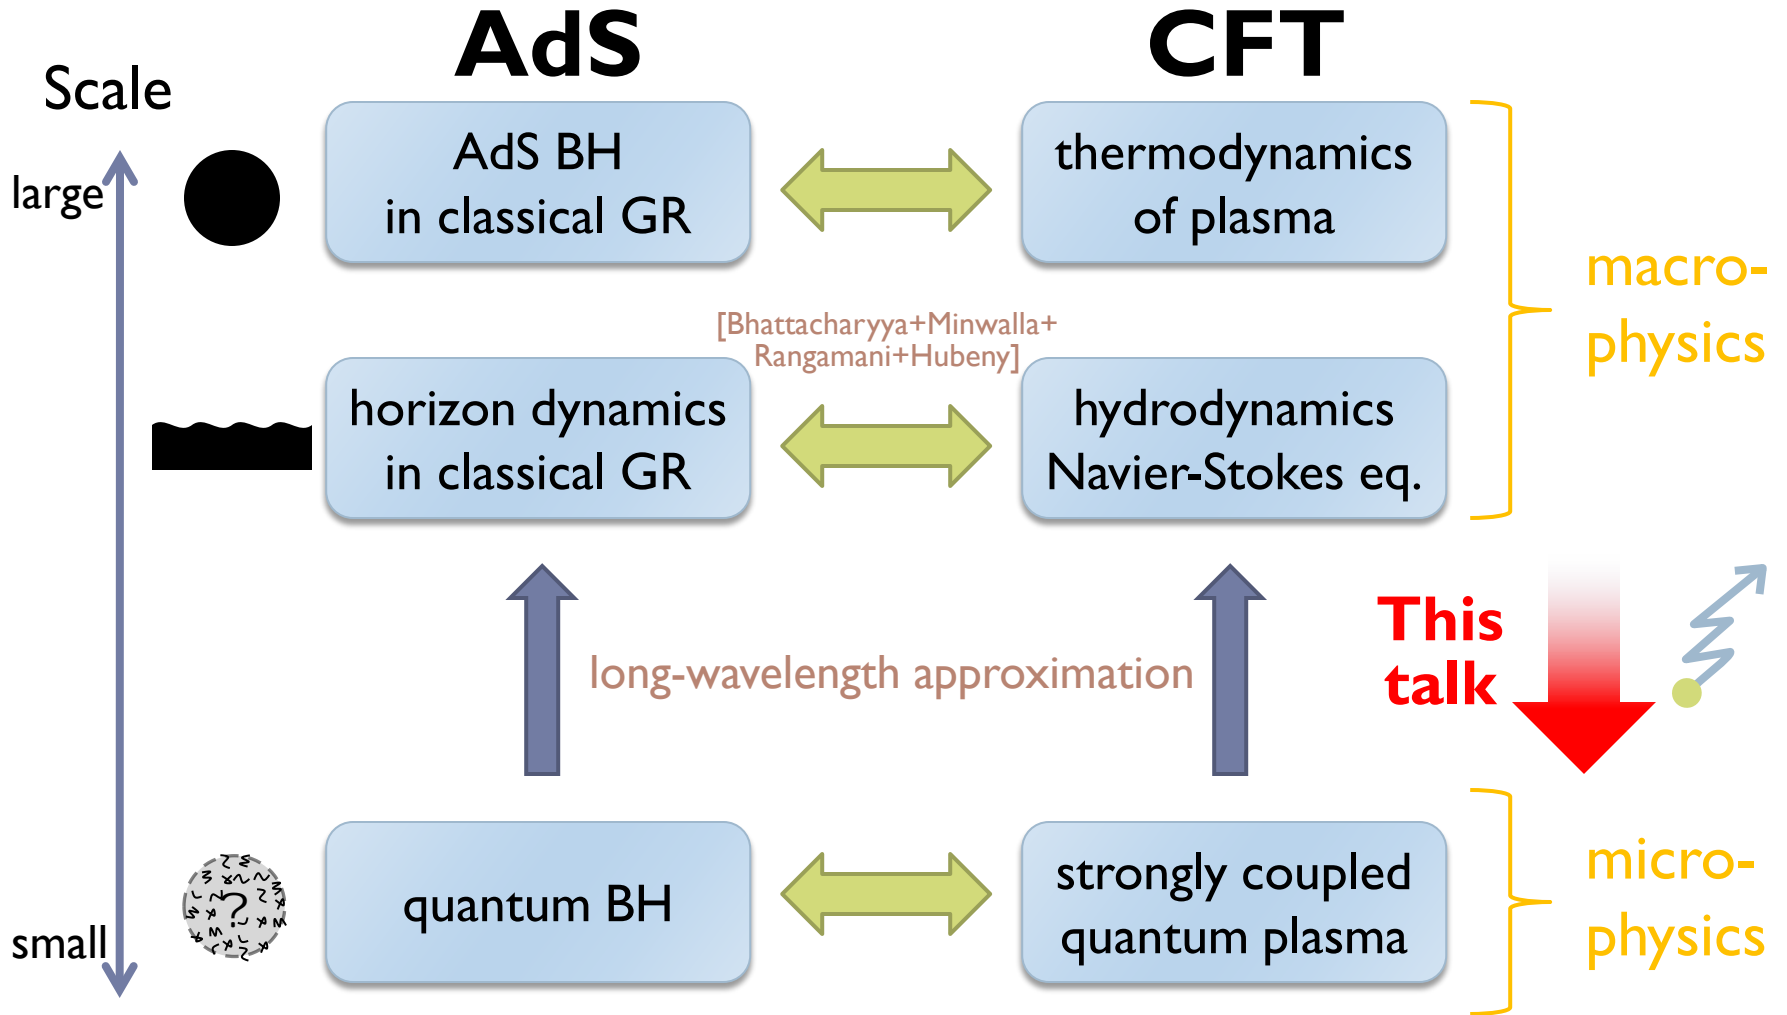 AdS
CFT
Scale
large
AdS BH
in classical GR
thermodynamics
of plasma
macro-
physics
[Bhattacharyya+Minwalla+
Rangamani+Hubeny]
horizon dynamics
in classical GR
hydrodynamics
Navier-Stokes eq.
long-wavelength approximation
This
talk
small
?
quantum BH
strongly coupled
quantum plasma
micro-
physics